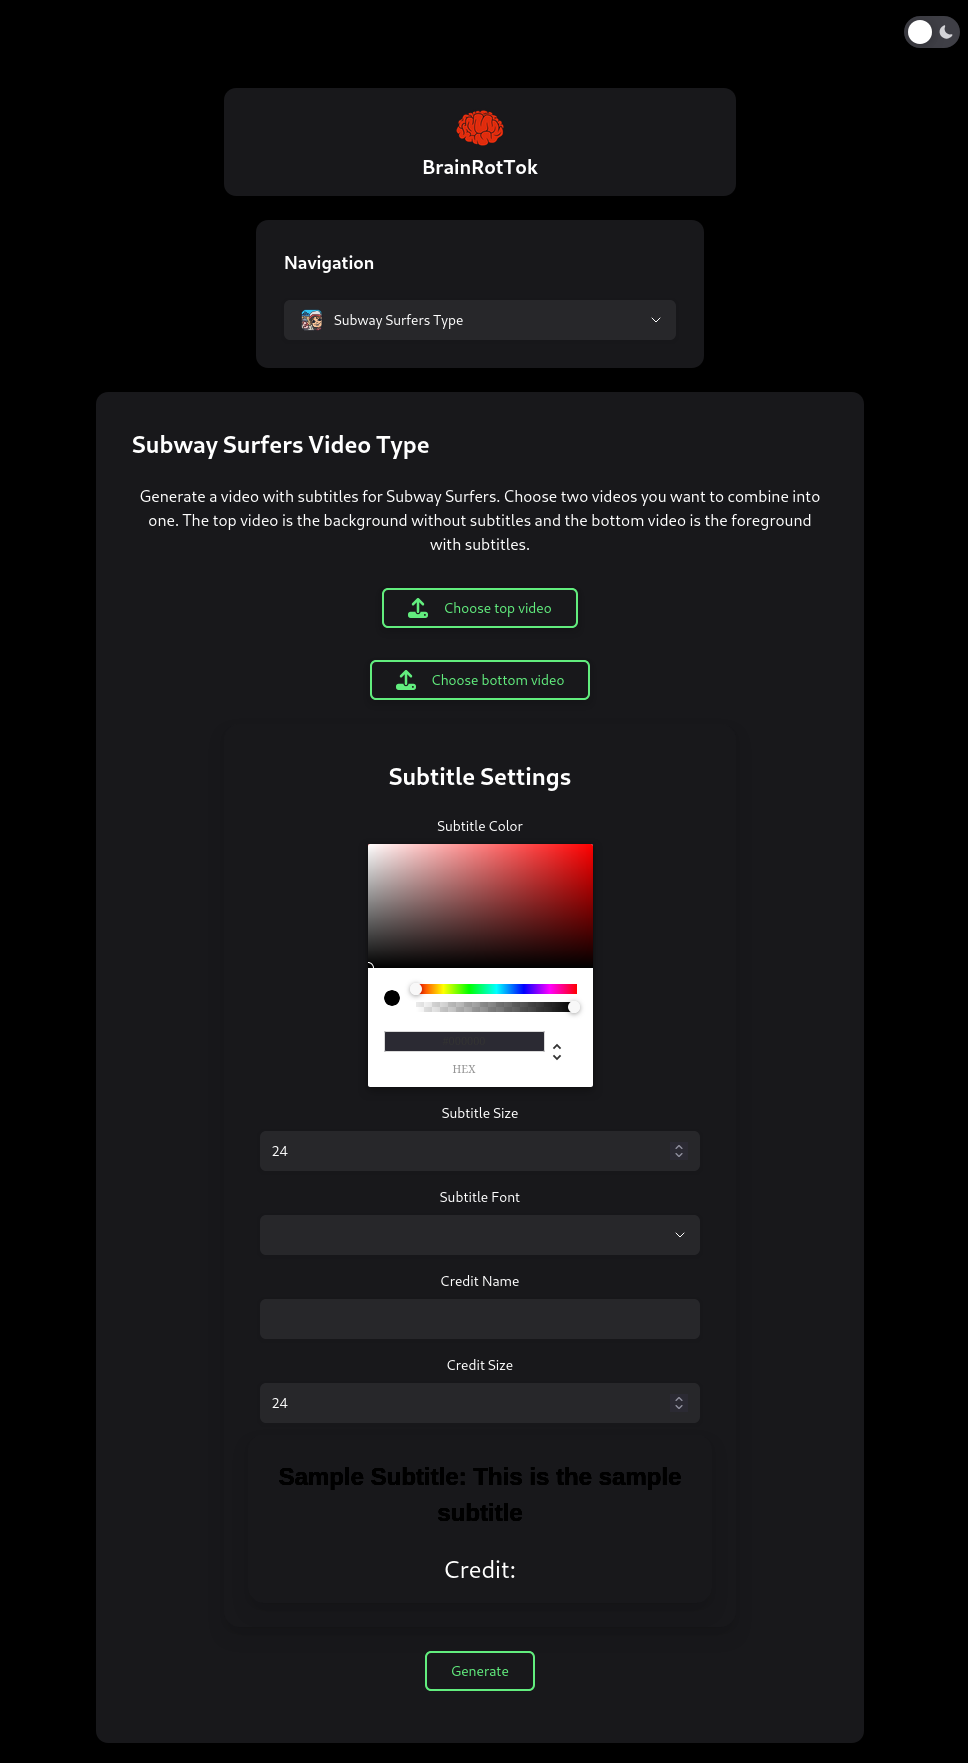 BrainRotTok
Navigation
Subway Surfers Type
Subway Surfers Video Type
Generate a video with subtitles for Subway Surfers. Choose two videos you want to combine into
one. The top video is the background without subtitles and the bottom video is the foreground
with subtitles.
Choose top video
Choose bottom video
Subtitle Settings
Subtitle Color
HEX
Subtitle Size
24
Subtitle Font
Credit Name
Credit Size
24
Sample Subtitle: This is the sample
subtitle
Credit:
Generate